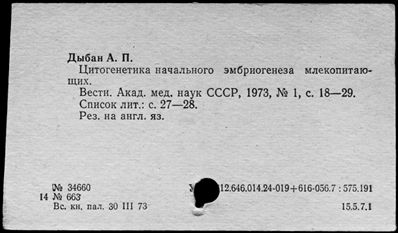 Дыбан А. П.
Цитогенетика начального эмбриогенеза млекопитаю-
щих.
Вести. Акад. мед. наук СССР, 1973, № 1, с. 18—29.
Список лит.: с. 27—28.
Рез. на англ. яз.
№ 34660
№ 12.646.014.24-019+616-056.7 : 575.191
14 № 663
Вс. кн. пал. 30 III 73
15.5.7.1